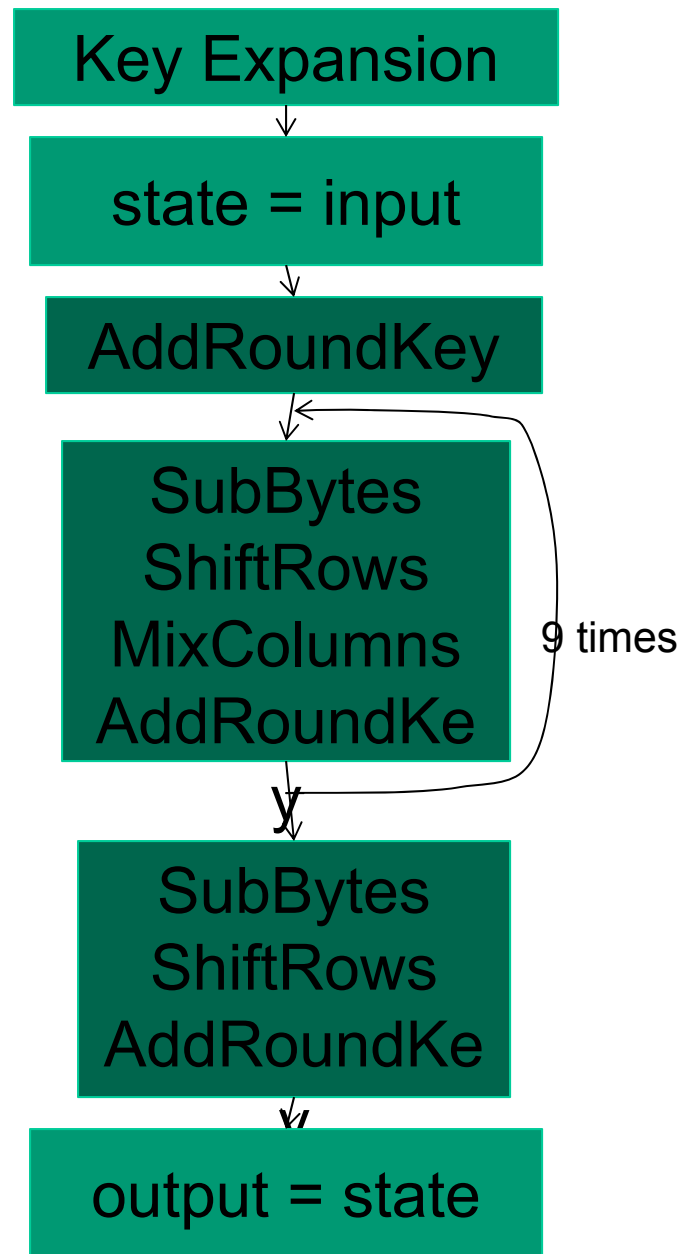 Key Expansion
state = input
AddRoundKey
SubBytes
ShiftRows
MixColumns
AddRoundKe
y
9 times
SubBytes
ShiftRows
AddRoundKe
y
output = state